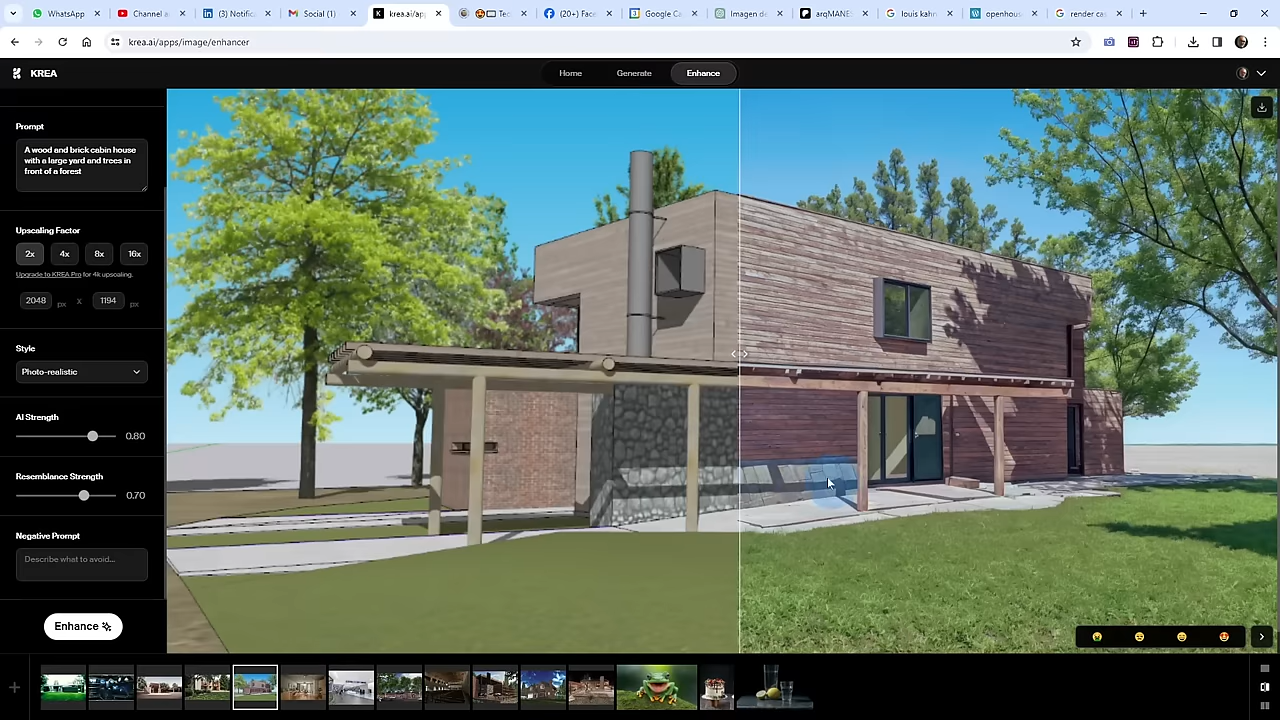 WhatsApp
Channel a
(3) Notific
Social (1)
krea.ai/ap
Tec
(20+) Face
Google Ca
Imagen de
arqMANES
louis kahn
openhous
render cas
krea.ai/apps/image/enhancer
KREA
Home
Generate
Enhance
Prompt
A wood and brick cabin house
with a large yard and trees in
front of a forest
Upscaling Factor
2x
4x
8x
16x
Upgrade to KREA Pro for 4k upscaling.
2048 px X 1194 px
Style
Photo-realistic
AI Strength
0.80
Resemblance Strength
0.70
Negative Prompt
Describe what to avoid...
Enhance